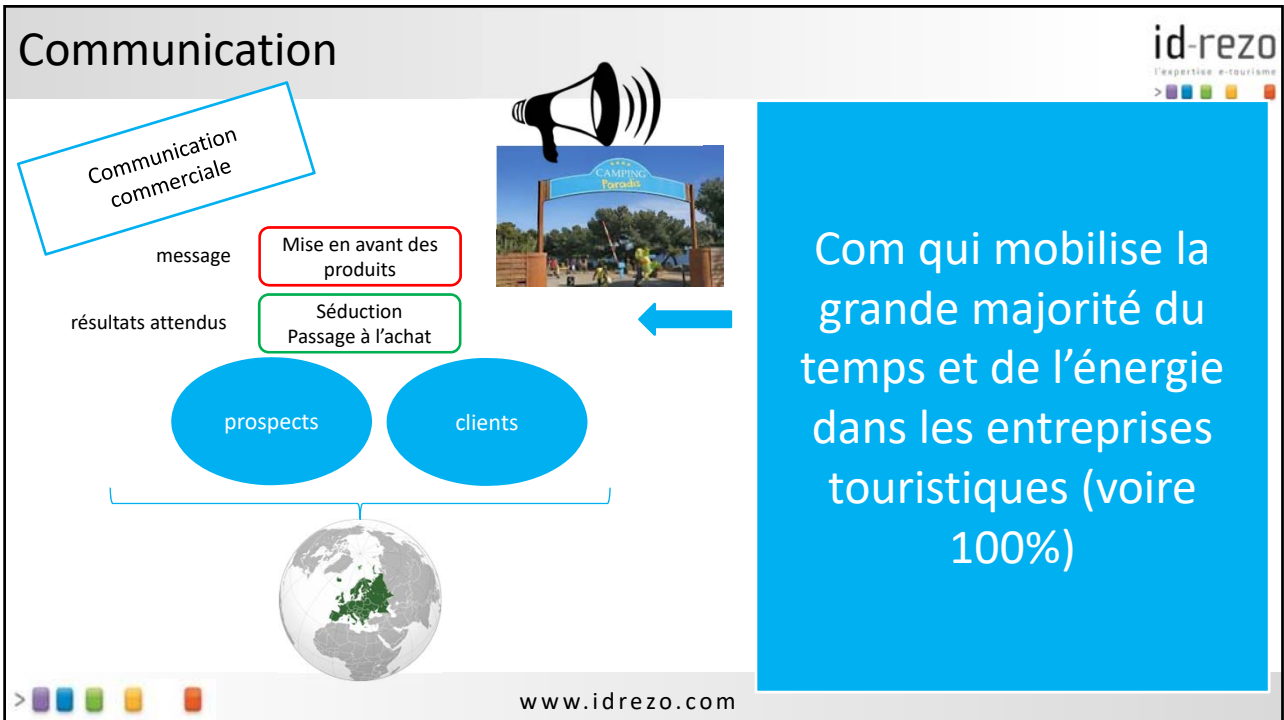 Communication
id-rezo
l'expertise e-tourisme
Communication
commerciale
CAMPING
Paradis
message
Mise en avant des
produits
résultats attendus
Séduction
Passage à l'achat
prospects
clients
Com qui mobilise la
grande majorité du
temps et de l'énergie
dans les entreprises
touristiques (voire
100%)
www.idrezo.com